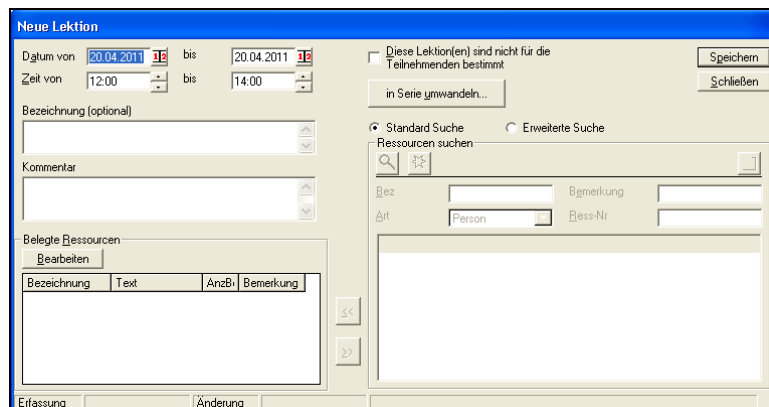 Neue Lektion
Datum von 20.04.2011 bis 20.04.2011
Zeit von 12:00 bis 14:00
Bezeichnung (optional)
Kommentar
Belegte Ressourcen
Bearbeiten
Bezeichnung Text AnzB Bemerkung
Diese Lektion(en) sind nicht für die
Teilnehmenden bestimmt
in Serie umwandeln...
Speichern
Schließen
Standard Suche Erweiterte Suche
Ressourcen suchen
Bez Bemerkung
Art Person Ress-Nr
<<
>>
Erfassung Änderung